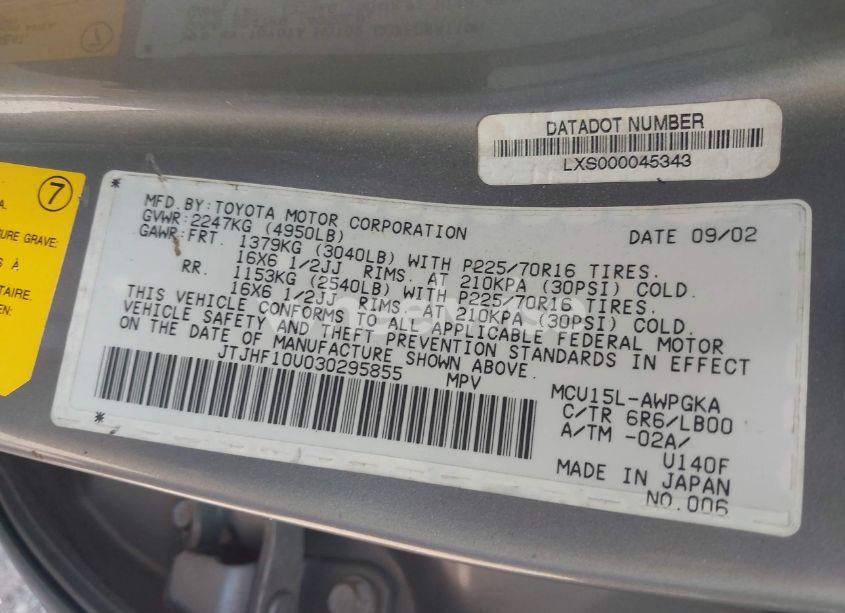 DATADOT NUMBER
LXS000045343
7
A.
URE GRAVE:
S À
TAIRE.
EN:
MFD.BY:TOYOTA MOTOR CORPORATION DATE 09/02
GVWR:2247KG (4950LB)
GAWR:FRT. 1379KG (3040LB) WITH P225/70R16 TIRES.
16X6 1/2JJ RIMS. AT 210KPA (30PSI) COLD.
RR. 1153KG (2540LB) WITH P225/70R16 TIRES.
16X6 1/2JJ RIMS. AT 210KPA (30PSI) COLD.
THIS VEHICLE CONFORMS TO ALL APPLICABLE FEDERAL MOTOR
VEHICLE SAFETY AND THEFT PREVENTION STANDARDS IN EFFECT
ON THE DATE OF MANUFACTURE SHOWN ABOVE.
JTJHF10U030295855 MPV
MCU15L-AWPGKA
C/TR 6R6/LB00
A/TM -02A/
U140F
MADE IN JAPAN
NO.006